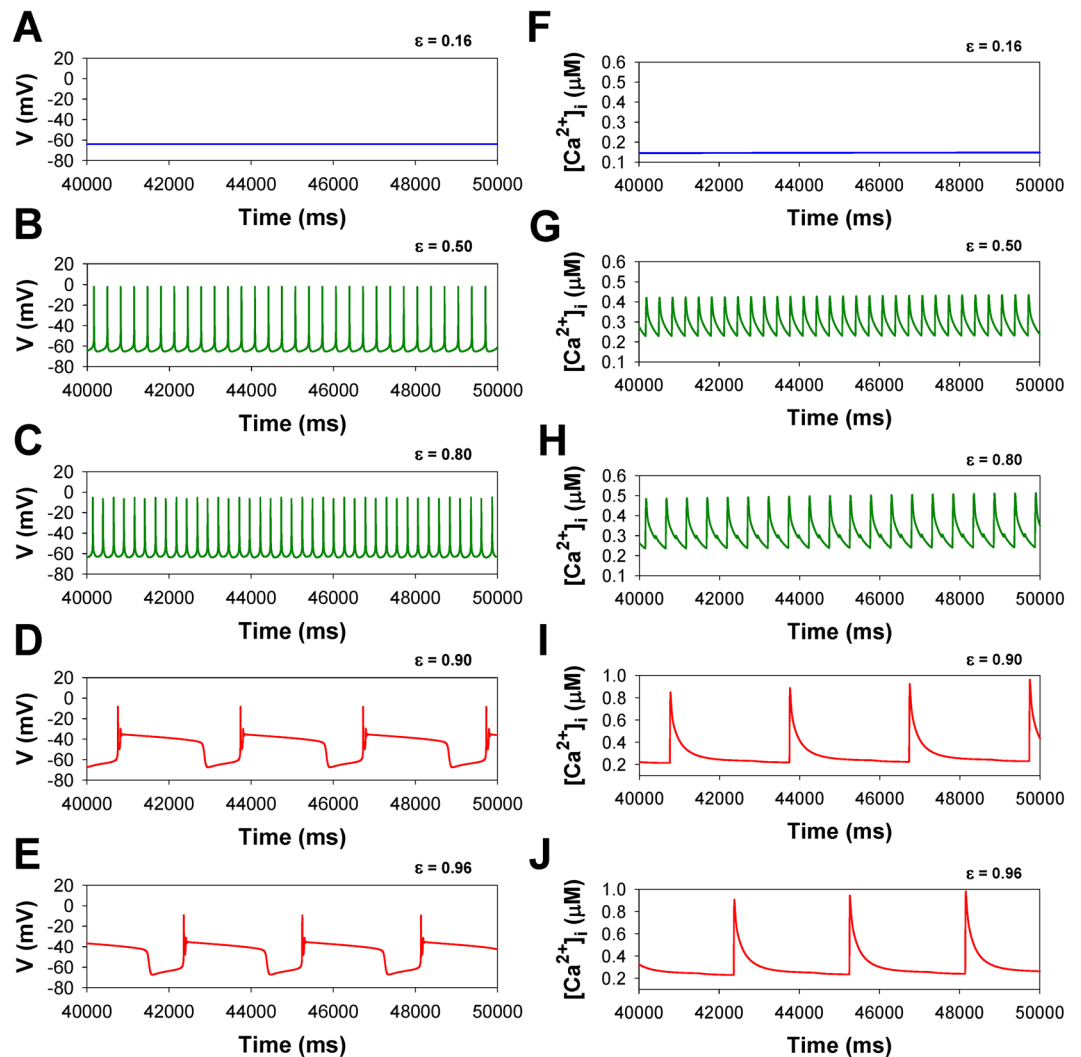 A
ε = 0.16
V (mV)
20
0
-20
-40
-60
-80
40000 42000 44000 46000 48000 50000
Time (ms)
F
ε = 0.16
[Ca2+]i (μM)
0.6
0.5
0.4
0.3
0.2
0.1
40000 42000 44000 46000 48000 50000
Time (ms)
B
ε = 0.50
V (mV)
20
0
-20
-40
-60
-80
40000 42000 44000 46000 48000 50000
Time (ms)
G
ε = 0.50
[Ca2+]i (μM)
0.6
0.5
0.4
0.3
0.2
0.1
40000 42000 44000 46000 48000 50000
Time (ms)
C
ε = 0.80
V (mV)
20
0
-20
-40
-60
-80
40000 42000 44000 46000 48000 50000
Time (ms)
H
ε = 0.80
[Ca2+]i (μM)
0.6
0.5
0.4
0.3
0.2
0.1
40000 42000 44000 46000 48000 50000
Time (ms)
D
ε = 0.90
V (mV)
20
0
-20
-40
-60
-80
40000 42000 44000 46000 48000 50000
Time (ms)
I
ε = 0.90
[Ca2+]i (μM)
1.0
0.8
0.6
0.4
0.2
40000 42000 44000 46000 48000 50000
Time (ms)
E
ε = 0.96
V (mV)
20
0
-20
-40
-60
-80
40000 42000 44000 46000 48000 50000
Time (ms)
J
ε = 0.96
[Ca2+]i (μM)
1.0
0.8
0.6
0.4
0.2
40000 42000 44000 46000 48000 50000
Time (ms)